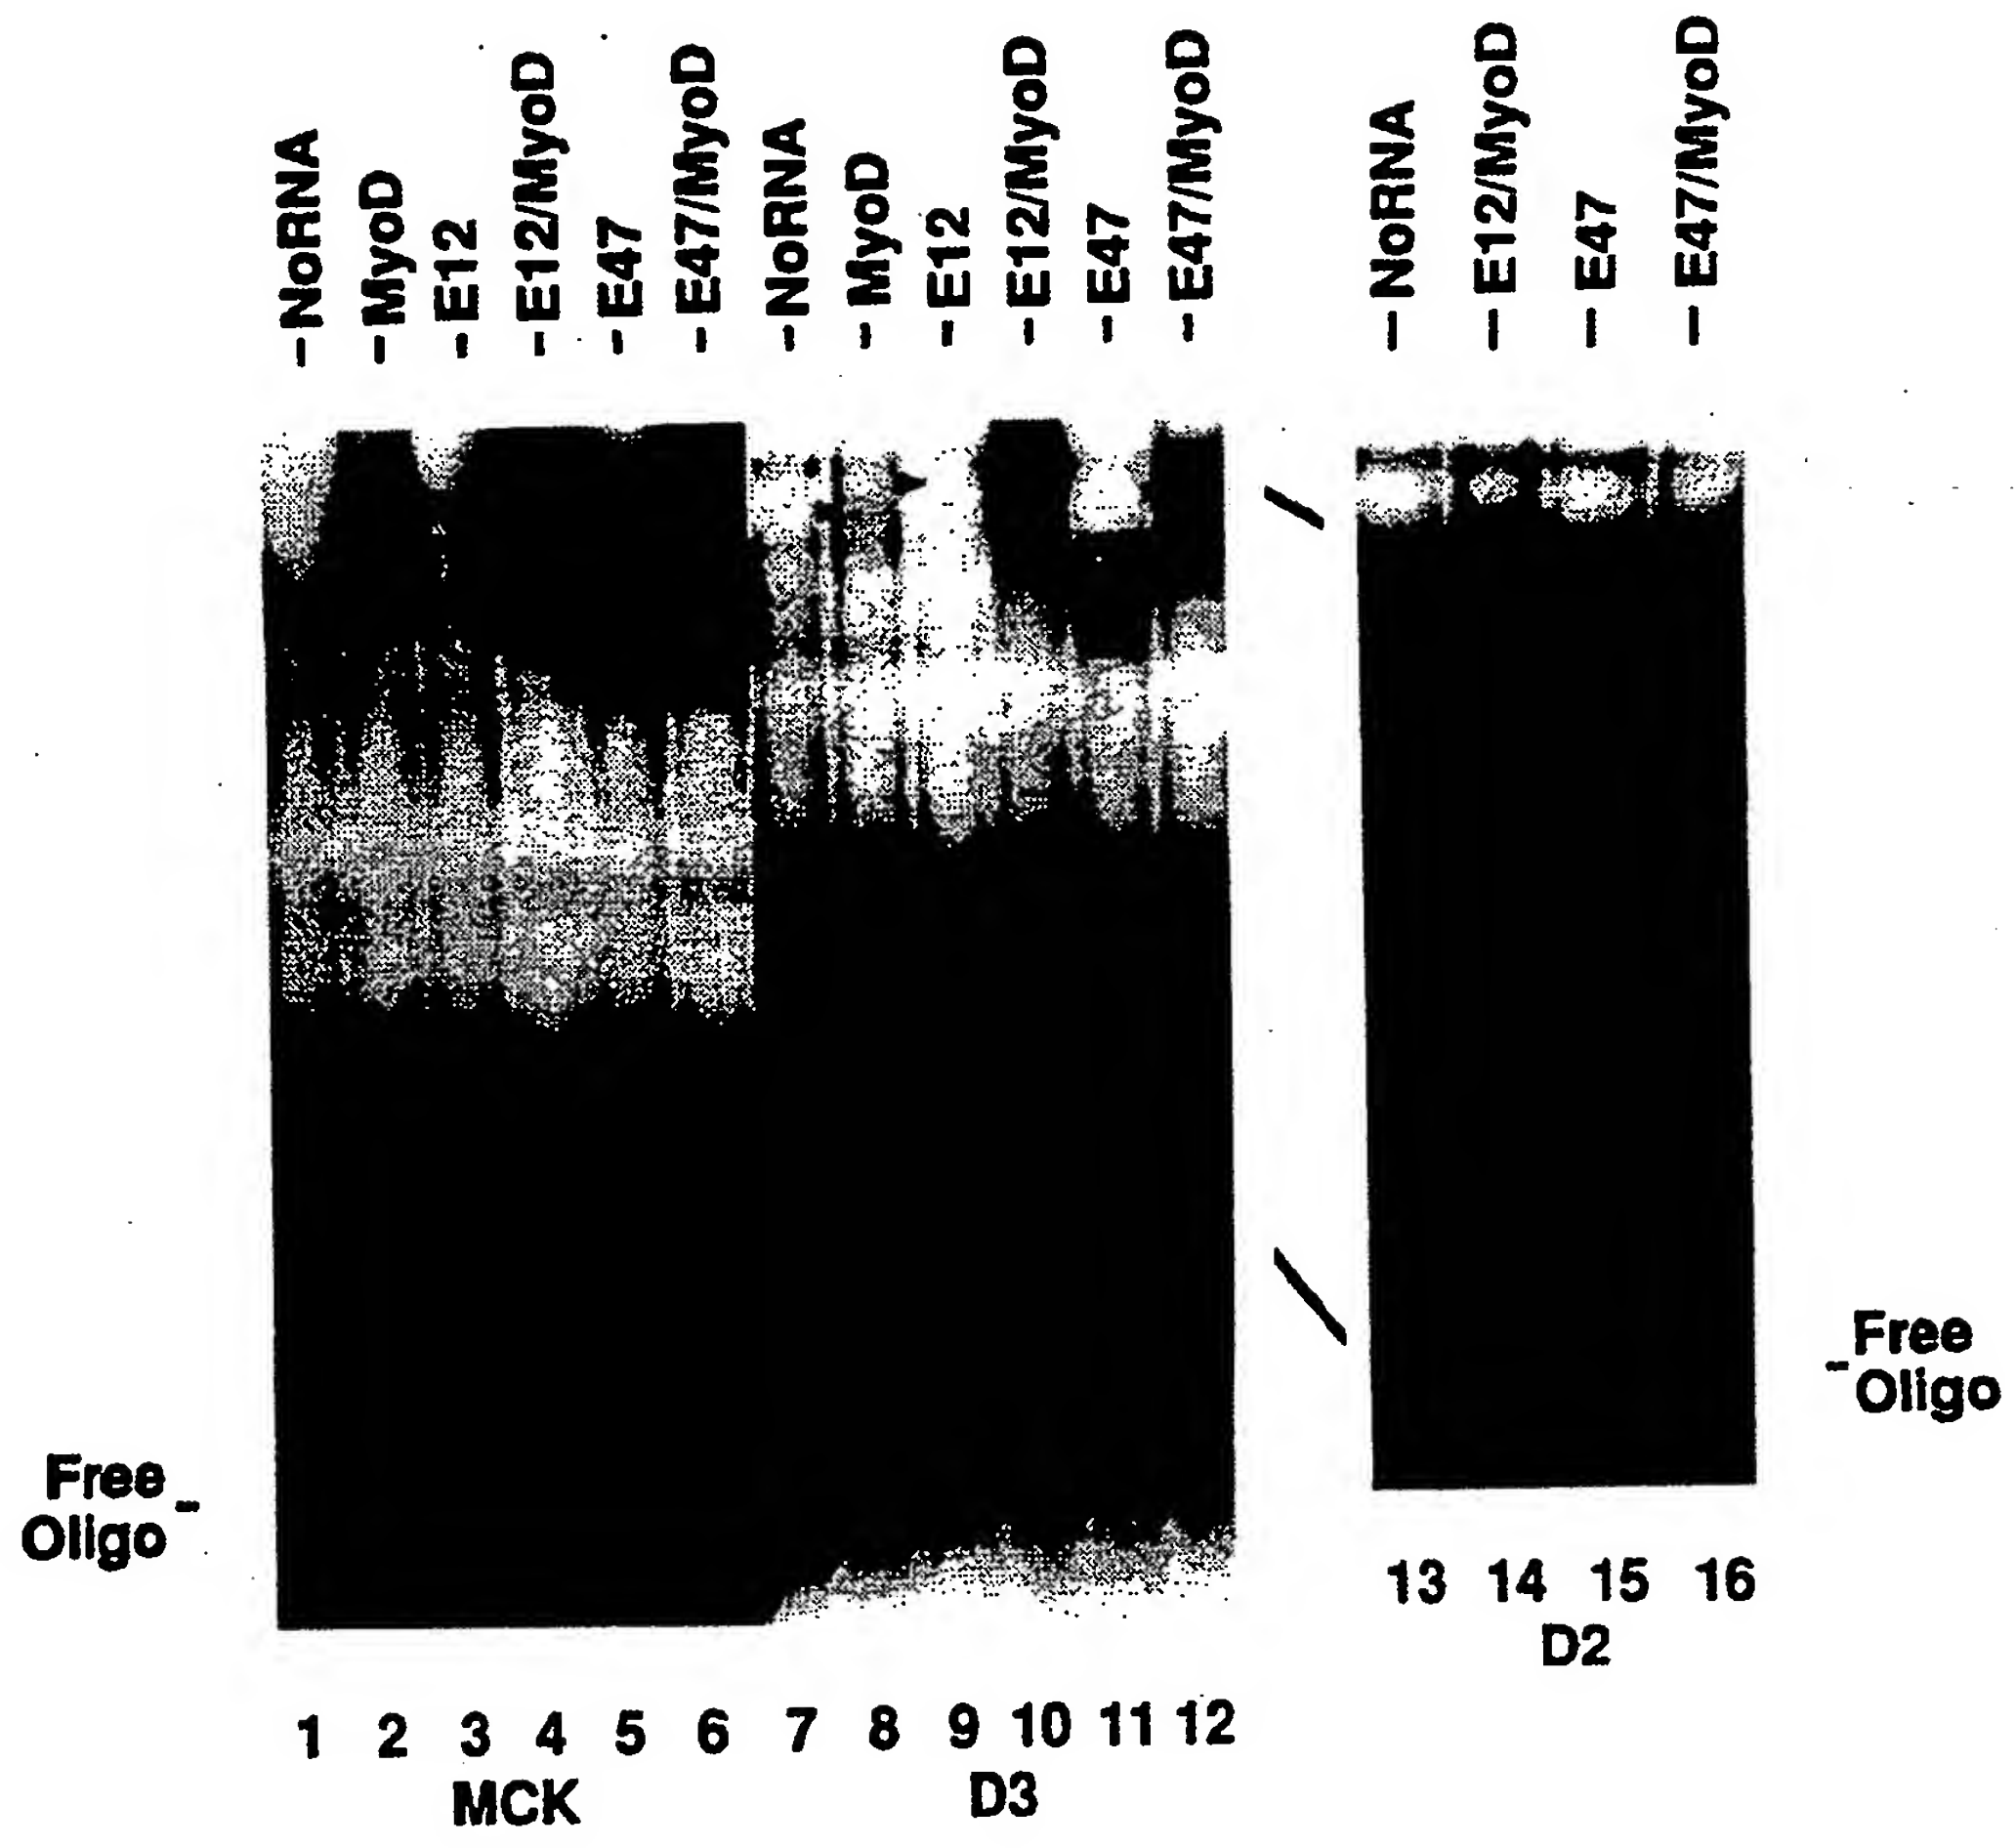 -NoRNA
-MyoD
-E12
-E12/MyoD
-E47
-E47/MyoD
-NoRNA
-MyoD
-E12
-E12/MyoD
-E47
-E47/MyoD
-NoRNA
-E12/MyoD
-E47
-E47/MyoD
Free
Oligo-
-Free
Oligo
1 2 3 4 5 6 7 8 9 10 11 12
MCK D3
13 14 15 16
D2